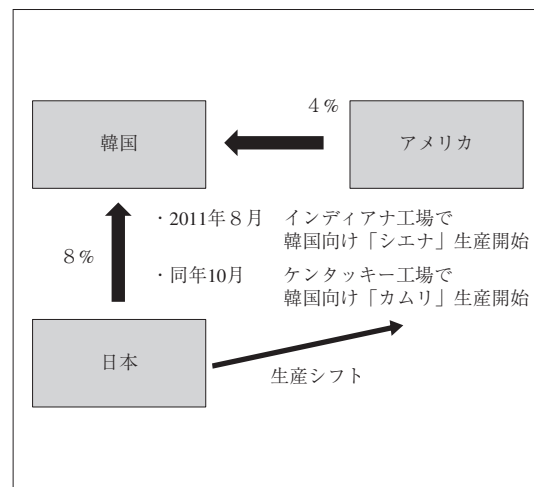 4%
韓国
アメリカ
・2011年8月 インディアナ工場で
韓国向け「シエナ」生産開始
8%
・同年10月 ケンタッキー工場で
韓国向け「カムリ」生産開始
日本
生産シフト